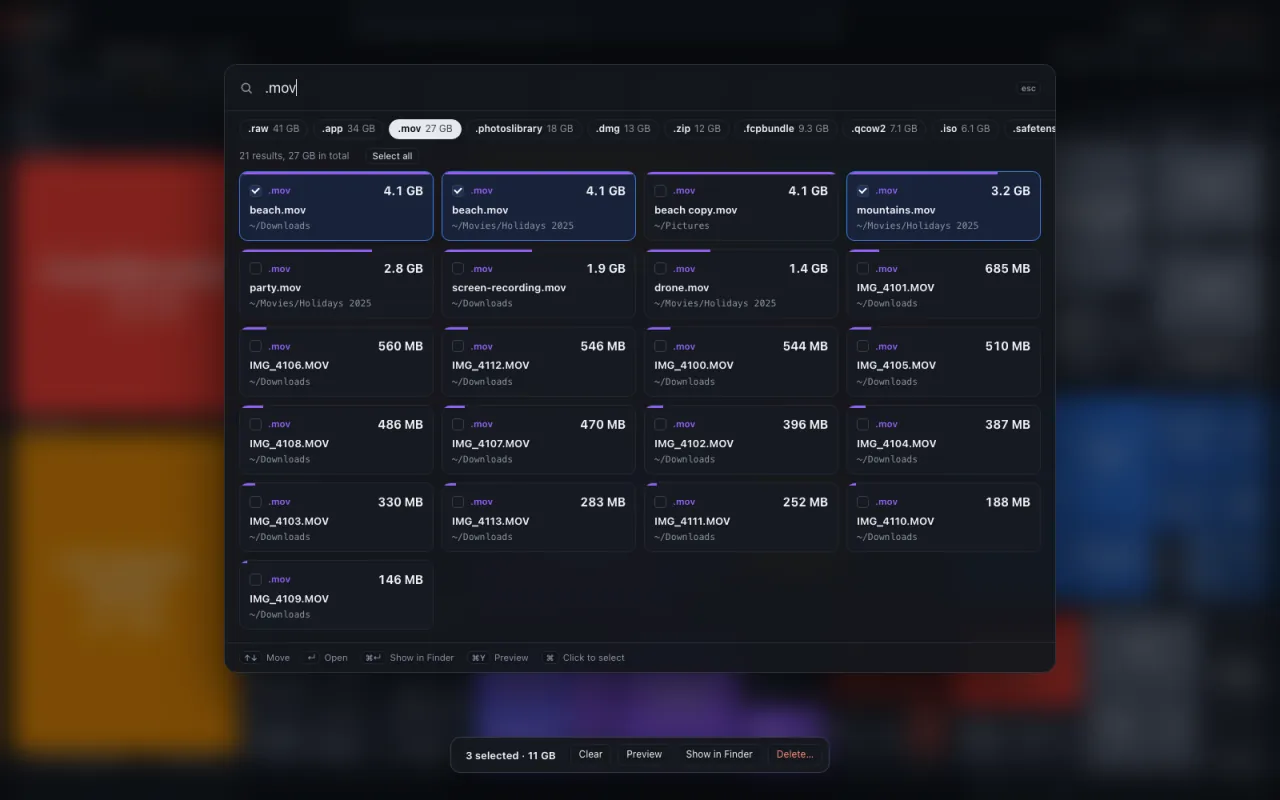 .mov
esc
.raw 41 GB .app 34 GB .mov 27 GB .photoslibrary 18 GB .dmg 13 GB .zip 12 GB .fcpbundle 9.3 GB .qcow2 7.1 GB .iso 6.1 GB .safetens
21 results, 27 GB in total Select all
.mov 4.1 GB
beach.mov
~/Downloads
.mov 4.1 GB
beach.mov
~/Movies/Holidays 2025
.mov 4.1 GB
beach copy.mov
~/Pictures
.mov 3.2 GB
mountains.mov
~/Movies/Holidays 2025
.mov 2.8 GB
party.mov
~/Movies/Holidays 2025
.mov 1.9 GB
screen-recording.mov
~/Downloads
.mov 1.4 GB
drone.mov
~/Movies/Holidays 2025
.mov 685 MB
IMG_4101.MOV
~/Downloads
.mov 560 MB
IMG_4106.MOV
~/Downloads
.mov 546 MB
IMG_4112.MOV
~/Downloads
.mov 544 MB
IMG_4100.MOV
~/Downloads
.mov 510 MB
IMG_4105.MOV
~/Downloads
.mov 486 MB
IMG_4108.MOV
~/Downloads
.mov 470 MB
IMG_4107.MOV
~/Downloads
.mov 396 MB
IMG_4102.MOV
~/Downloads
.mov 387 MB
IMG_4104.MOV
~/Downloads
.mov 330 MB
IMG_4103.MOV
~/Downloads
.mov 283 MB
IMG_4113.MOV
~/Downloads
.mov 252 MB
IMG_4111.MOV
~/Downloads
.mov 188 MB
IMG_4110.MOV
~/Downloads
.mov 146 MB
IMG_4109.MOV
~/Downloads
↑↓ Move ↵ Open ⌘↵ Show in Finder ⌘Y Preview ⌘ Click to select
3 selected · 11 GB Clear Preview Show in Finder Delete...